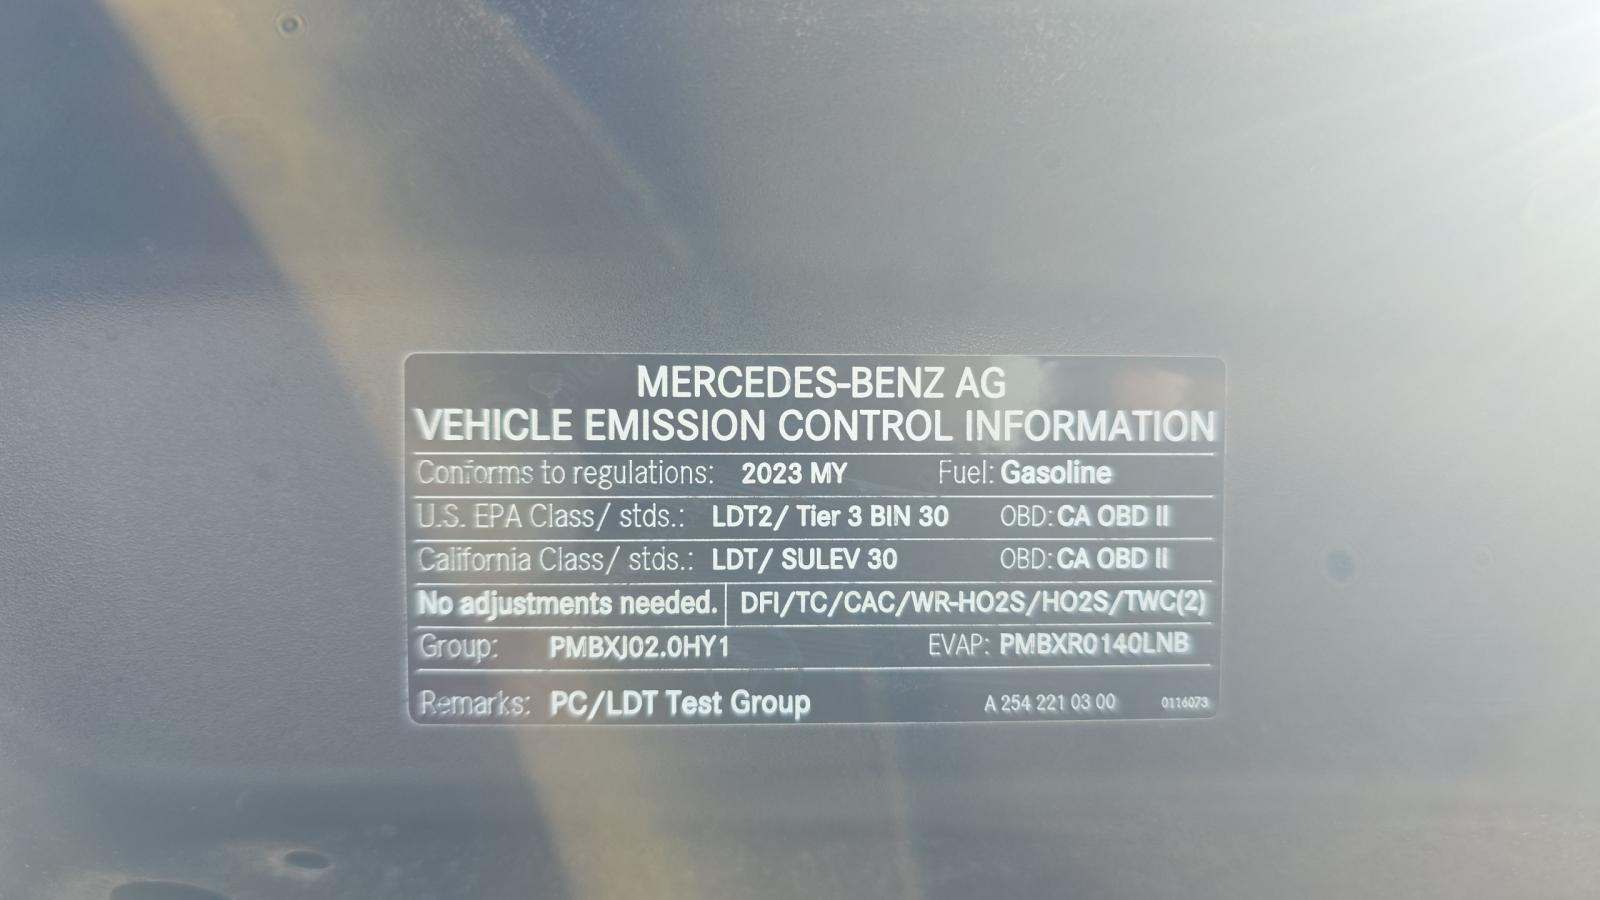 MERCEDES-BENZ AG
VEHICLE EMISSION CONTROL INFORMATION
Conforms to regulations: 2023 MY Fuel: Gasoline
U.S. EPA Class/ stds.: LDT2/ Tier 3 BIN 30 OBD: CA OBD II
California Class/ stds.: LDT/ SULEV 30 OBD: CA OBD II
No adjustments needed. DFI/TC/CAC/WR-HO2S/HO2S/TWC(2)
Group: PMBXJ02.0HY1 EVAP: PMBXR0140LNB
Remarks: PC/LDT Test Group A 254 221 03 00 0116073